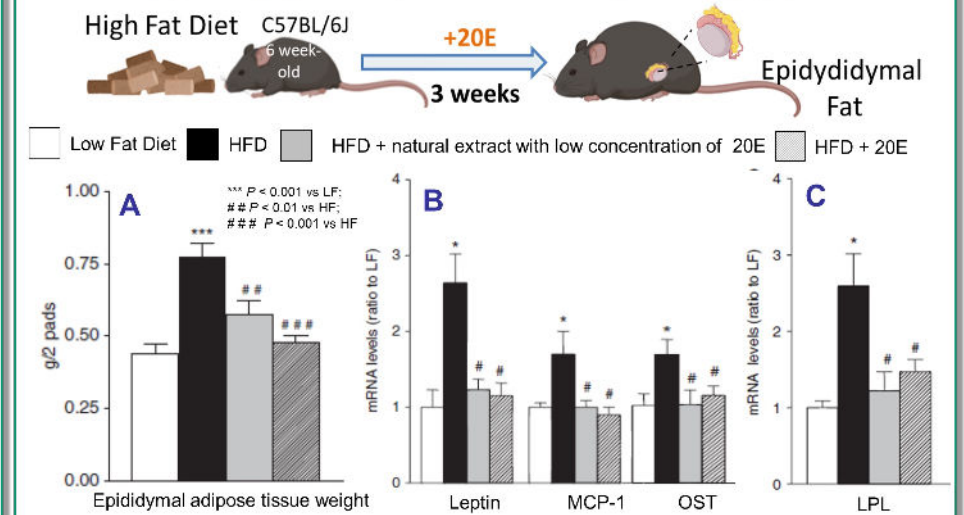 High Fat Diet
C57BL/6J
6 week-
old
+20E
3 weeks
Epidydidymal
Fat
Low Fat Diet
HFD
HFD + natural extract with low concentration of 20E
HFD + 20E
A
*** P < 0.001 vs LF;
# # P < 0.01 vs HF;
# # # P < 0.001 vs HF
1.00
0.75
0.50
0.25
0.00
g/2 pads
***
# #
# # #
Epididymal adipose tissue weight
B
4
3
2
1
0
mRNA levels (ratio to LF)
*
#
#
*
#
#
*
#
#
Leptin
MCP-1
OST
C
4
3
2
1
0
mRNA levels (ratio to LF)
*
#
#
LPL